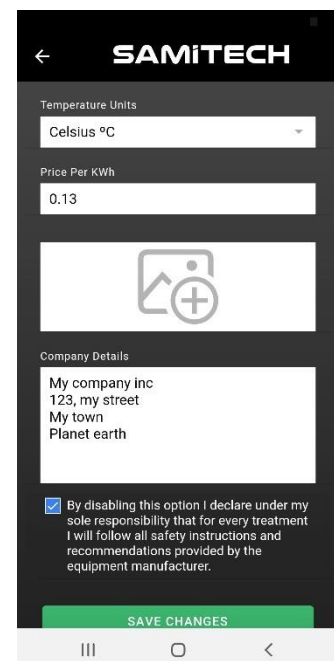 SAMiTECH
Temperature Units
Celsius ºC
Price Per KWh
0.13
Company Details
My company inc
123, my street
My town
Planet earth
By disabling this option I declare under my
sole responsibility that for every treatment
I will follow all safety instructions and
recommendations provided by the
equipment manufacturer.
SAVE CHANGES